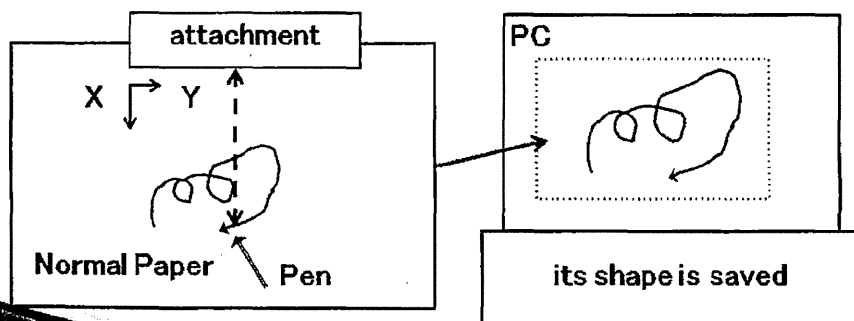 attachment
PC
X Y
Normal Paper
Pen
its shape is saved